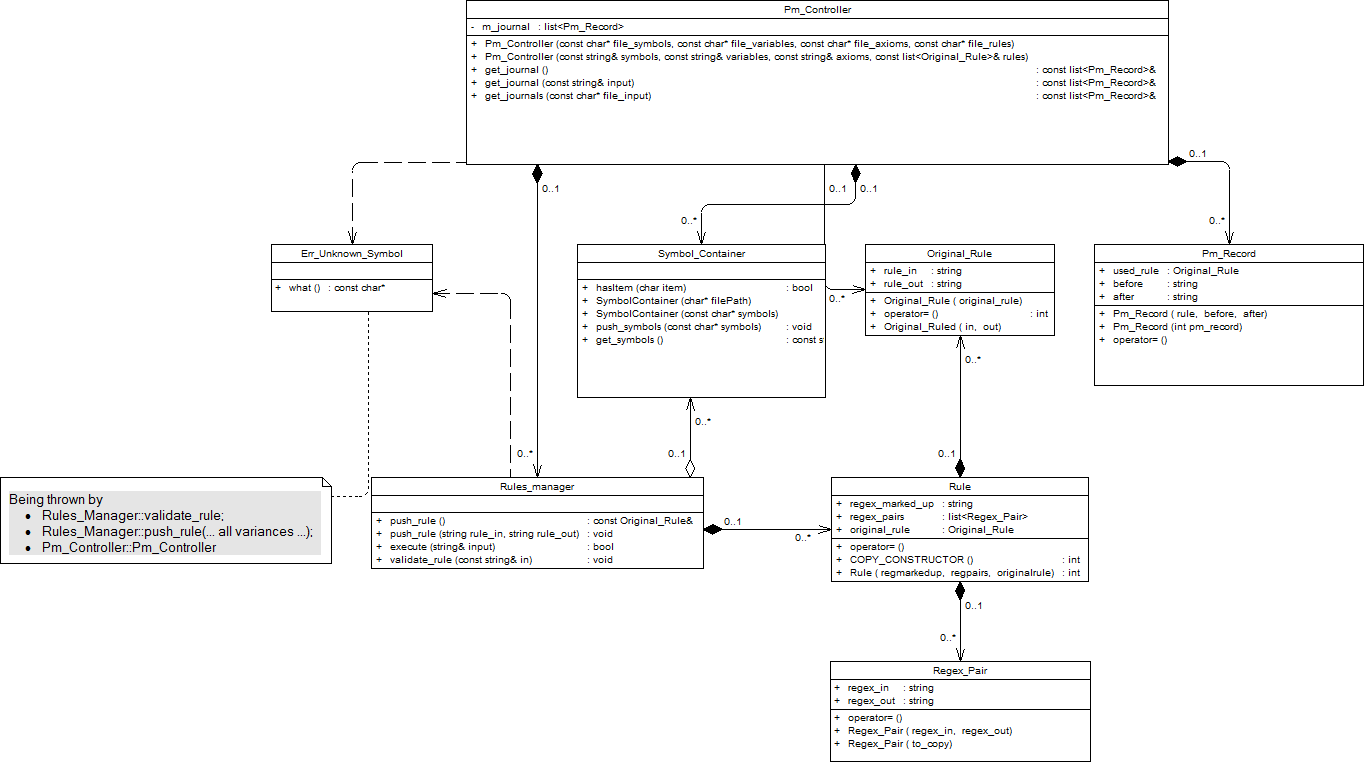 Pm_Controller
- m_journal : list<Pm_Record>
+ Pm_Controller (const char* file_symbols, const char* file_variables, const char* file_axioms, const char* file_rules)
+ Pm_Controller (const string& symbols, const string& variables, const string& axioms, const list<Original_Rule>& rules)
+ get_journal () : const list<Pm_Record>&
+ get_journal (const string& input) : const list<Pm_Record>&
+ get_journals (const char* file_input) : const list<Pm_Record>&
0..1
0..1
0..1
0..1
0..*
0..*
0..*
Err_Unknown_Symbol
+ what () : const char*
Symbol_Container
+ hasItem (char item) : bool
+ SymbolContainer (char* filePath)
+ SymbolContainer (const char* symbols)
+ push_symbols (const char* symbols) : void
+ get_symbols () : const s
Original_Rule
+ rule_in : string
+ rule_out : string
+ Original_Rule ( original_rule)
+ operator= () : int
+ Original_Ruled ( in, out)
Pm_Record
+ used_rule : Original_Rule
+ before : string
+ after : string
+ Pm_Record ( rule, before, after)
+ Pm_Record (int pm_record)
+ operator= ()
0..*
0..*
0..*
0..1
0..1
Being thrown by
• Rules_Manager::validate_rule;
• Rules_Manager::push_rule(... all variances ...);
• Pm_Controller::Pm_Controller
Rules_manager
+ push_rule () : const Original_Rule&
+ push_rule (string rule_in, string rule_out) : void
+ execute (string& input) : bool
+ validate_rule (const string& in) : void
0..1
0..*
Rule
+ regex_marked_up : string
+ regex_pairs : list<Regex_Pair>
+ original_rule : Original_Rule
+ operator= ()
+ COPY_CONSTRUCTOR () : int
+ Rule ( regmarkedup, regpairs, originalrule) : int
0..1
0..*
Regex_Pair
+ regex_in : string
+ regex_out : string
+ operator= ()
+ Regex_Pair ( regex_in, regex_out)
+ Regex_Pair ( to_copy)